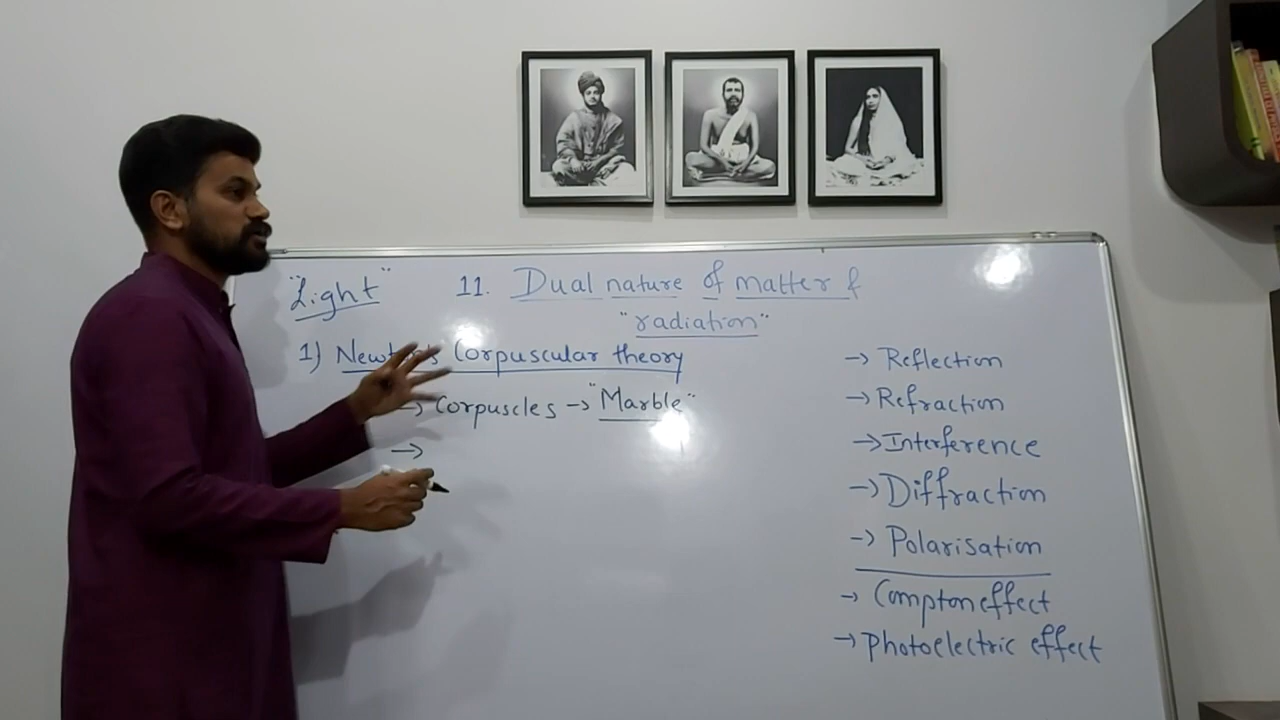 "Light"
11. Dual nature of matter &
"radiation"
1) Newton's Corpuscular theory
→ Corpuscles → "Marble"
→
→ Reflection
→ Refraction
→ Interference
→ Diffraction
→ Polarisation
→ Compton effect
→ Photoelectric effect